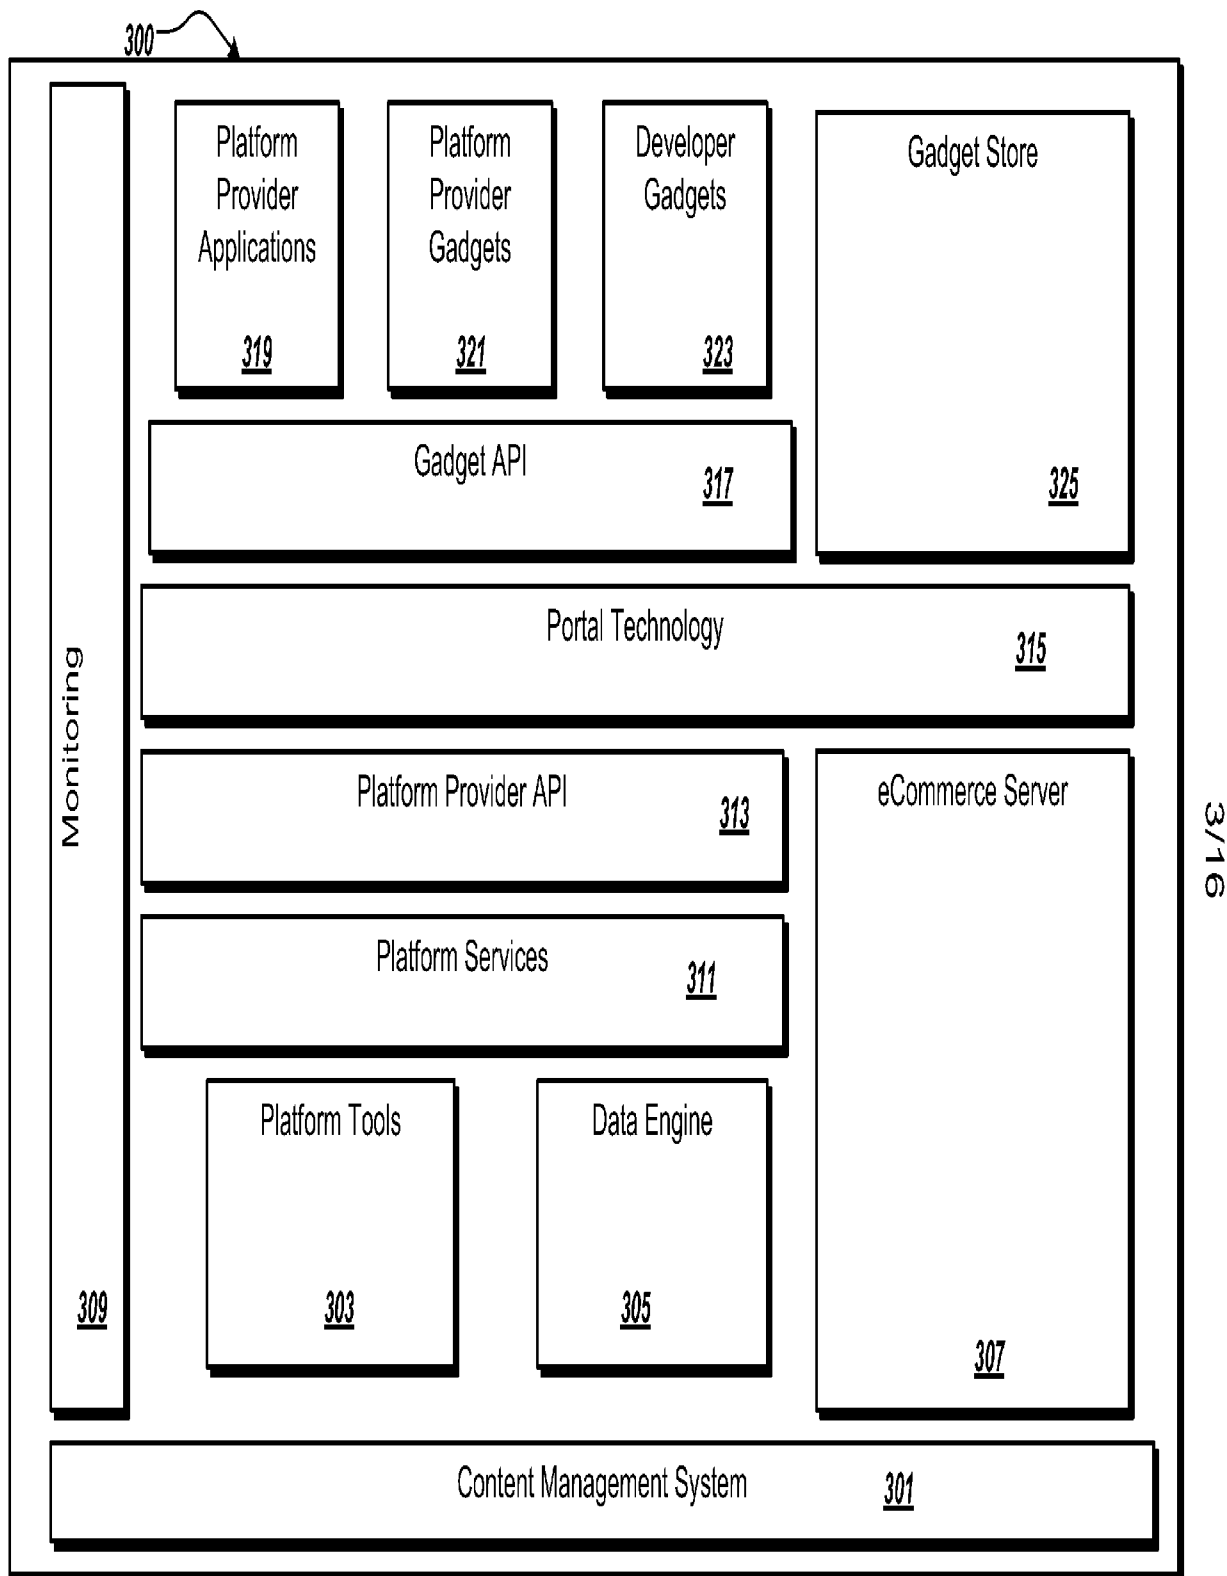 300
Platform
Provider
Applications
319
Platform
Provider
Gadgets
321
Developer
Gadgets
323
Gadget Store
325
Gadget API
317
Portal Technology
315
Monitoring
309
Platform Provider API
313
eCommerce Server
307
Platform Services
311
Platform Tools
303
Data Engine
305
Content Management System
301
3/16